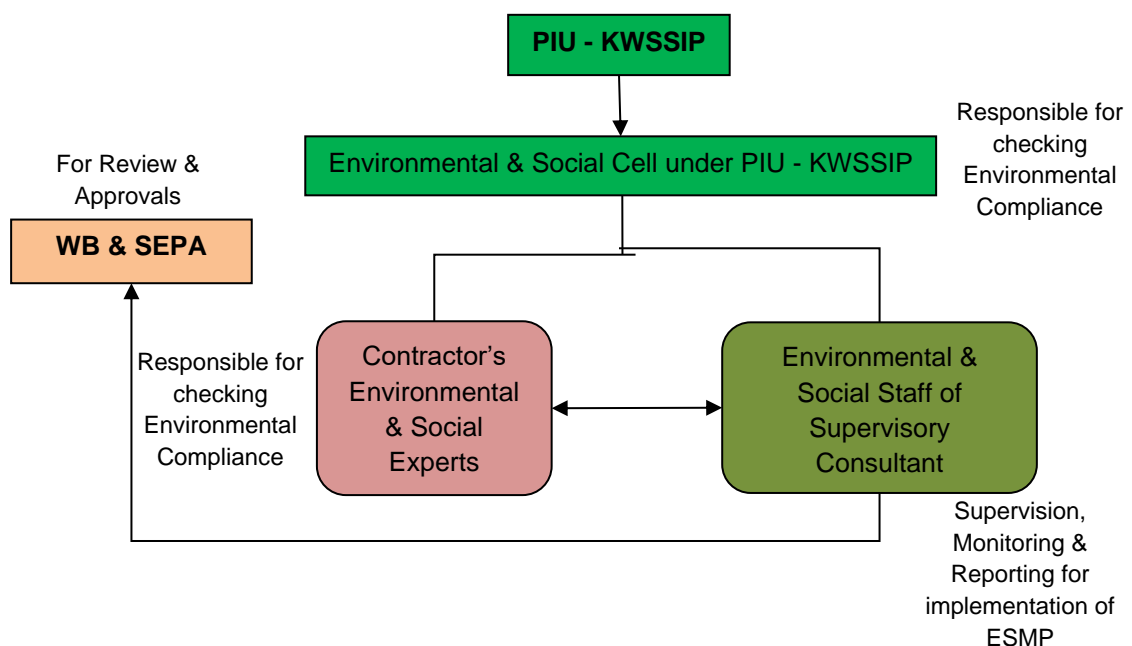 PIU - KWSSIP
Responsible for
checking
Environmental
Compliance
Environmental & Social Cell under PIU - KWSSIP
For Review &
Approvals
WB & SEPA
Responsible for
checking
Environmental
Compliance
Contractor’s
Environmental
& Social
Experts
Environmental &
Social Staff of
Supervisory
Consultant
Supervision,
Monitoring &
Reporting for
implementation of
ESMP